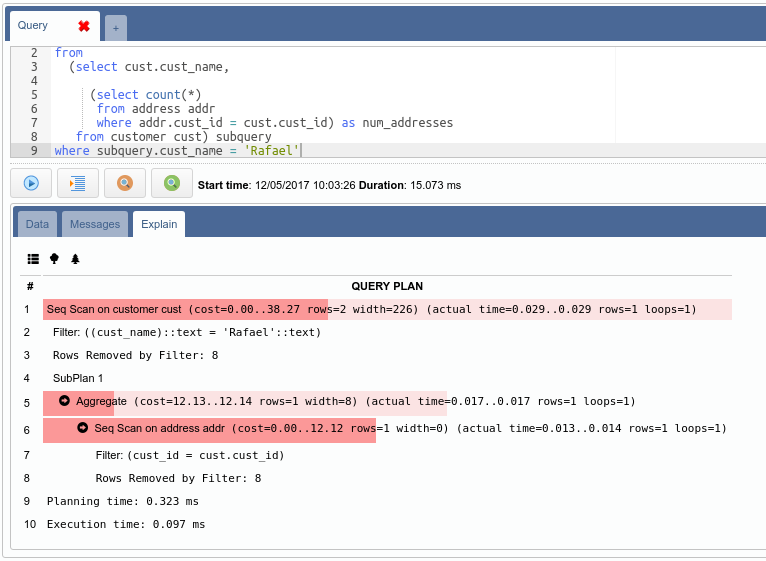 Query
+
2 from
3 (select cust.cust_name,
4
5 (select count(*)
6 from address addr
7 where addr.cust_id = cust.cust_id) as num_addresses
8 from customer cust) subquery
9 where subquery.cust_name = 'Rafael'
Start time: 12/05/2017 10:03:26 Duration: 15.073 ms
Data Messages Explain
# QUERY PLAN
1 Seq Scan on customer cust (cost=0.00..38.27 rows=2 width=226) (actual time=0.029..0.029 rows=1 loops=1)
2 Filter: ((cust_name)::text = 'Rafael'::text)
3 Rows Removed by Filter: 8
4 SubPlan 1
5 Aggregate (cost=12.13..12.14 rows=1 width=8) (actual time=0.017..0.017 rows=1 loops=1)
6 Seq Scan on address addr (cost=0.00..12.12 rows=1 width=0) (actual time=0.013..0.014 rows=1 loops=1)
7 Filter: (cust_id = cust.cust_id)
8 Rows Removed by Filter: 8
9 Planning time: 0.323 ms
10 Execution time: 0.097 ms